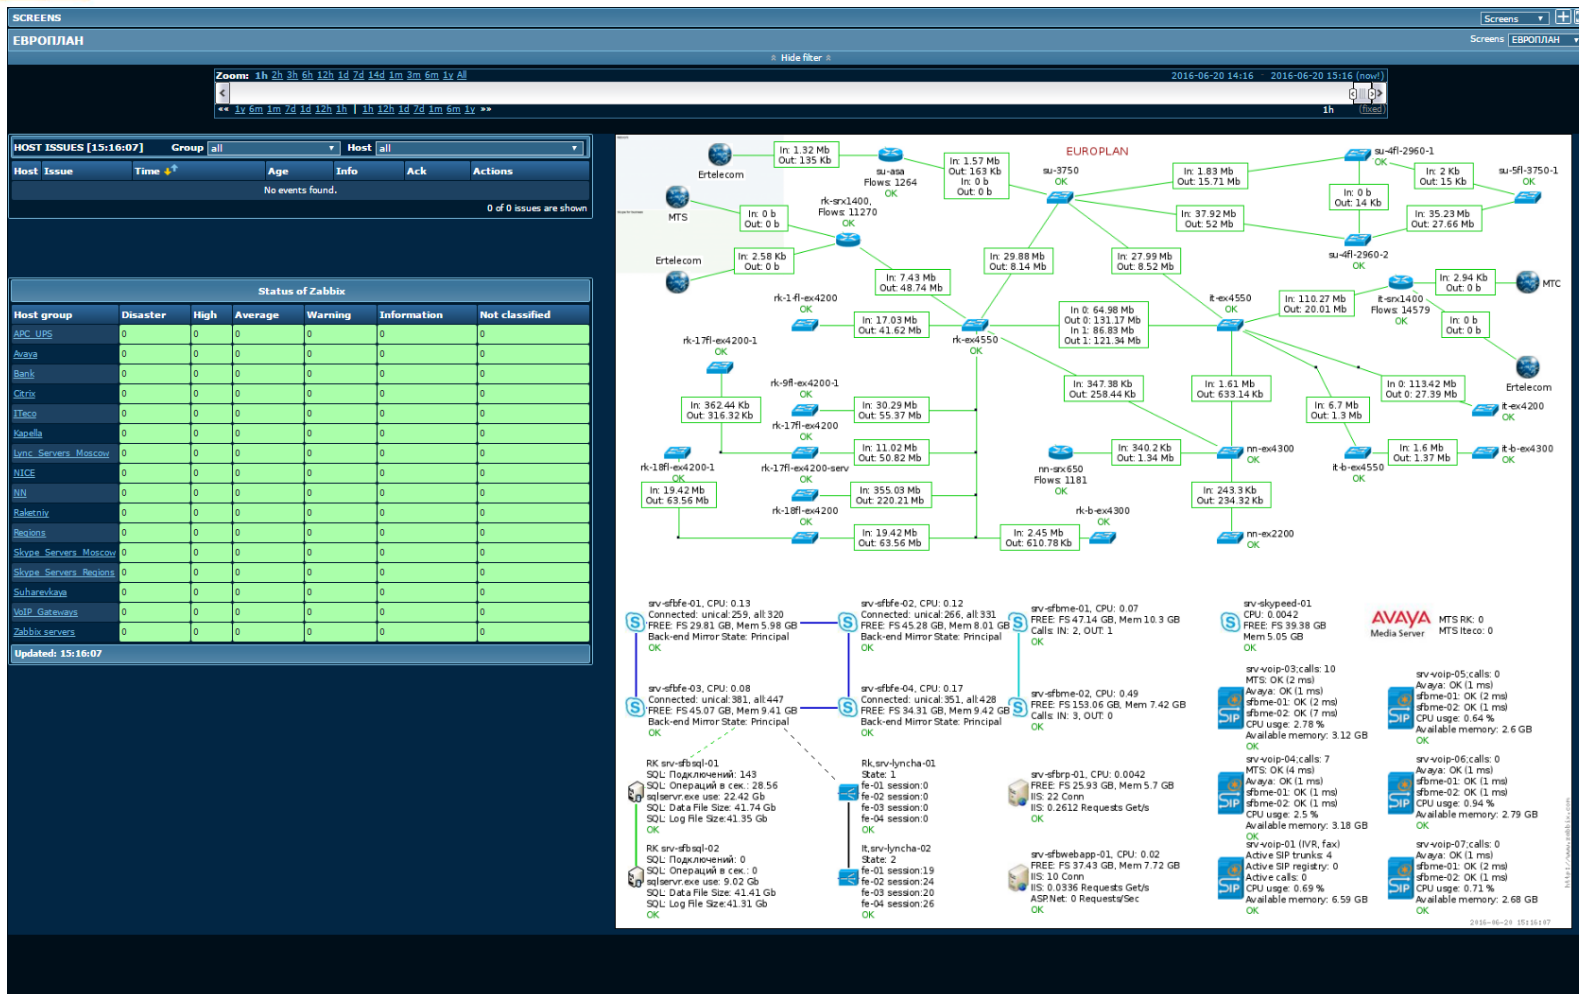 SCREENS
Screens
ЕВРОПЛАН
Screens ЕВРОПЛАН
Hide filter
Zoom: 1h 2h 3h 6h 12h 1d 7d 14d 1m 3m 6m 1y All
2016-06-20 14:16 - 2016-06-20 15:16 (now!)
«« 1y 6m 1m 7d 1d 12h 1h | 1h 12h 1d 7d 1m 6m 1y »»
1h (fixed)
HOST ISSUES [15:16:07] Group all Host all
Host Issue Time Age Info Ack Actions
No events found.
0 of 0 issues are shown
Status of Zabbix
Host group Disaster High Average Warning Information Not classified
APC_UPS 0 0 0 0 0 0
Avaya 0 0 0 0 0 0
Bank 0 0 0 0 0 0
Citrix 0 0 0 0 0 0
ITeco 0 0 0 0 0 0
Kapella 0 0 0 0 0 0
Lync_Servers_Moscow 0 0 0 0 0 0
NICE 0 0 0 0 0 0
NN 0 0 0 0 0 0
Raketniy 0 0 0 0 0 0
Regions 0 0 0 0 0 0
Skype_Servers_Moscow 0 0 0 0 0 0
Skype_Servers_Regions 0 0 0 0 0 0
Suharevkaya 0 0 0 0 0 0
VoIP_Gateways 0 0 0 0 0 0
Zabbix servers 0 0 0 0 0 0
Updated: 15:16:07
EUROPLAN
Ertelecom
In: 1.32 Mb
Out: 135 Kb
su-asa
Flows: 1264
OK
In: 1.57 Mb
Out: 163 Kb
In: 0 b
Out: 0 b
su-3750
OK
In: 1.83 Mb
Out: 15.71 Mb
su-4fl-2960-1
OK
In: 2 Kb
Out: 15 Kb
su-5fl-3750-1
OK
In: 0 b
Out: 14 Kb
MTS
In: 0 b
Out: 0 b
rk-srx1400,
Flows: 11270
OK
In: 37.92 Mb
Out: 52 Mb
In: 35.23 Mb
Out: 27.66 Mb
su-4fl-2960-2
OK
Ertelecom
In: 2.58 Kb
Out: 0 b
In: 7.43 Mb
Out: 48.74 Mb
In: 29.88 Mb
Out: 8.14 Mb
In: 27.99 Mb
Out: 8.52 Mb
In: 2.94 Kb
Out: 0 b
MTC
rk-1-fl-ex4200
OK
In: 17.03 Mb
Out: 41.62 Mb
rk-ex4550
OK
In 0: 64.98 Mb
Out 0: 131.17 Mb
In 1: 86.83 Mb
Out 1: 121.34 Mb
it-ex4550
OK
In: 110.27 Mb
Out: 20.01 Mb
it-srx1400
Flows: 14579
OK
In: 0 b
Out: 0 b
Ertelecom
rk-17fl-ex4200-1
OK
In: 362.44 Kb
Out: 316.32 Kb
rk-9fl-ex4200-1
OK
In: 30.29 Mb
Out: 55.37 Mb
In: 347.38 Kb
Out: 258.44 Kb
In: 1.61 Mb
Out: 633.14 Kb
In 0: 113.42 Mb
Out 0: 27.39 Mb
In: 6.7 Mb
Out: 1.3 Mb
it-ex4200
OK
rk-17fl-ex4200
OK
In: 11.02 Mb
Out: 50.82 Mb
rk-18fl-ex4200-1
OK
rk-17fl-ex4200-serv
OK
nn-srx650
Flows: 1181
OK
In: 340.2 Kb
Out: 1.34 Mb
nn-ex4300
OK
it-b-ex4550
OK
In: 1.6 Mb
Out: 1.37 Mb
it-b-ex4300
OK
In: 19.42 Mb
Out: 63.56 Mb
In: 355.03 Mb
Out: 220.21 Mb
In: 243.3 Kb
Out: 234.32 Kb
rk-18fl-ex4200
OK
In: 19.42 Mb
Out: 63.56 Mb
In: 2.45 Mb
Out: 610.78 Kb
rk-b-ex4300
OK
nn-ex2200
OK
srv-sfbfe-01, CPU: 0.13
Connected: unical:259, all:320
FREE: FS 29.81 GB, Mem 5.98 GB
Back-end Mirror State: Principal
OK
srv-sfbfe-02, CPU: 0.12
Connected: unical:266, all:331
FREE: FS 45.28 GB, Mem 8.01 GB
Back-end Mirror State: Principal
OK
srv-sfbme-01, CPU: 0.07
FREE: FS 47.14 GB, Mem 10.3 GB
Calls: IN: 2, OUT: 1
OK
srv-skypeed-01
CPU: 0.0042
FREE: FS 39.38 GB
Mem 5.05 GB
OK
AVAYA
Media Server
MTS RK: 0
MTS Iteco: 0
srv-sfbfe-03, CPU: 0.08
Connected: unical:381, all:447
FREE: FS 45.07 GB, Mem 9.41 GB
Back-end Mirror State: Principal
OK
srv-sfbfe-04, CPU: 0.17
Connected: unical:351, all:428
FREE: FS 34.31 GB, Mem 9.42 GB
Back-end Mirror State: Principal
OK
srv-sfbme-02, CPU: 0.49
FREE: FS 153.06 GB, Mem 7.42 GB
Calls: IN: 3, OUT: 0
OK
srv-voip-03;calls: 10
MTS: OK (2 ms)
Avaya: OK (1 ms)
sfbme-01: OK (2 ms)
sfbme-02: OK (7 ms)
CPU usge: 2.78 %
Available memory: 3.12 GB
OK
srv-voip-05;calls: 0
Avaya: OK (1 ms)
sfbme-01: OK (2 ms)
sfbme-02: OK (1 ms)
CPU usge: 0.64 %
Available memory: 2.6 GB
OK
RK srv-sfbsql-01
SQL: Подключений: 143
SQL: Операций в сек.: 28.56
sqlservr.exe use: 22.42 Gb
SQL: Data File Size: 41.74 Gb
SQL: Log File Size:41.35 Gb
OK
Rk,srv-lyncha-01
State: 1
fe-01 session:0
fe-02 session:0
fe-03 session:0
fe-04 session:0
OK
srv-sfbrp-01, CPU: 0.0042
FREE: FS 25.93 GB, Mem 5.7 GB
IIS: 22 Conn
IIS: 0.2612 Requests Get/s
OK
srv-voip-04;calls: 7
MTS: OK (4 ms)
Avaya: OK (1 ms)
sfbme-01: OK (1 ms)
sfbme-02: OK (1 ms)
CPU usge: 2.5 %
Available memory: 3.18 GB
OK
srv-voip-06;calls: 0
Avaya: OK (1 ms)
sfbme-01: OK (1 ms)
sfbme-02: OK (1 ms)
CPU usge: 0.94 %
Available memory: 2.79 GB
OK
RK srv-sfbsql-02
SQL: Подключений: 0
SQL: Операций в сек.: 0
sqlservr.exe use: 9.02 Gb
SQL: Data File Size: 41.41 Gb
SQL: Log File Size:41.31 Gb
OK
It,srv-lyncha-02
State: 2
fe-01 session:19
fe-02 session:24
fe-03 session:20
fe-04 session:26
OK
srv-sfbwebapp-01, CPU: 0.02
FREE: FS 37.43 GB, Mem 7.72 GB
IIS: 10 Conn
IIS: 0.0336 Requests Get/s
ASP.Net: 0 Requests/Sec
OK
srv-voip-01 (IVR, fax)
Active SIP trunks: 4
Active SIP registry: 0
Active calls: 0
CPU usge: 0.69 %
Available memory: 6.59 GB
OK
srv-voip-07;calls: 0
Avaya: OK (1 ms)
sfbme-01: OK (2 ms)
sfbme-02: OK (1 ms)
CPU usge: 0.71 %
Available memory: 2.68 GB
OK
2016-06-20 15:16:07